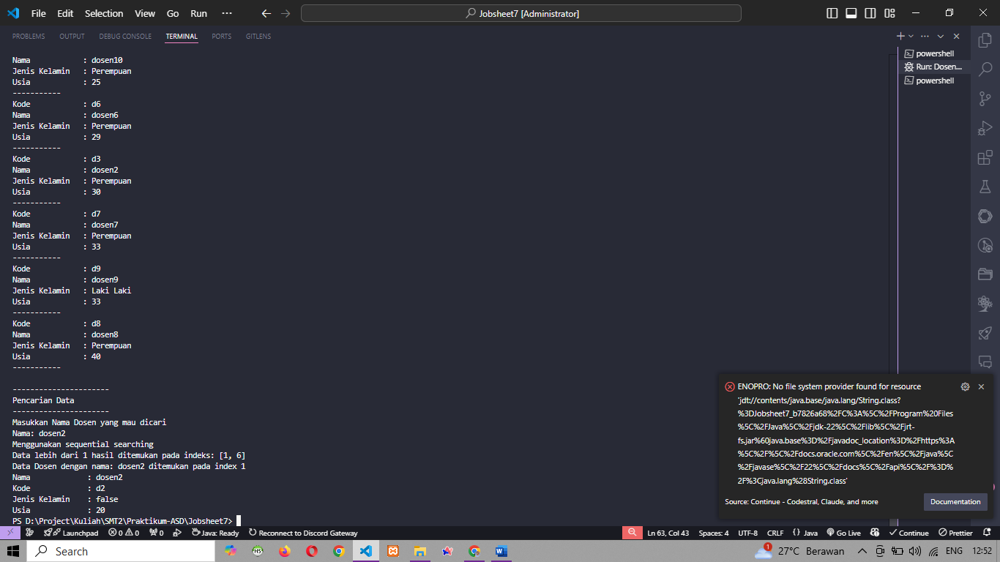 File Edit Selection View Go Run ··· Jobsheet7 [Administrator]
PROBLEMS OUTPUT DEBUG CONSOLE TERMINAL PORTS GITLENS
powershell
Run: Dosen...
powershell
Nama : dosen10
Jenis Kelamin : Perempuan
Usia : 25
-----------
Kode : d6
Nama : dosen6
Jenis Kelamin : Perempuan
Usia : 29
-----------
Kode : d3
Nama : dosen2
Jenis Kelamin : Perempuan
Usia : 30
-----------
Kode : d7
Nama : dosen7
Jenis Kelamin : Perempuan
Usia : 33
-----------
Kode : d9
Nama : dosen9
Jenis Kelamin : Laki Laki
Usia : 33
-----------
Kode : d8
Nama : dosen8
Jenis Kelamin : Perempuan
Usia : 40
-----------
----------------------
Pencarian Data
----------------------
Masukkan Nama Dosen yang mau dicari
Nama: dosen2
Menggunakan sequential searching
Data lebih dari 1 hasil ditemukan pada indeks: [1, 6]
Data Dosen dengan nama: dosen2 ditemukan pada index 1
Nama : dosen2
Kode : d2
Jenis Kelamin : false
Usia : 20
PS D:\Project\Kuliah\SMT2\Praktikum-ASD\Jobsheet7>
ENOPRO: No file system provider found for resource
'jdt://contents/java.base/java.lang/String.class?
%3DJobsheet7_b7826a68%2FC%3A%5C%2FProgram%20Files
%5C%2FJava%5C%2Fjdk-22%5C%2Flib%5C%2Fjrt-
fs.jar%60java.base%3D%2Fjavadoc_location%3D%2Fhttps%3A
%5C%2F%5C%2Fdocs.oracle.com%5C%2Fen%5C%2Fjava%5C
%2Fjavase%5C%2F22%5C%2Fdocs%5C%2Fapi%5C%2F%3D%
2F%3Cjava.lang%28String.class'
Source: Continue - Codestral, Claude, and more
Documentation
Launchpad 0 0 0 Java: Ready Reconnect to Discord Gateway Ln 63, Col 43 Spaces: 4 UTF-8 CRLF {} Java Go Live Continue Prettier
Search 1 27°C Berawan ENG 12:52